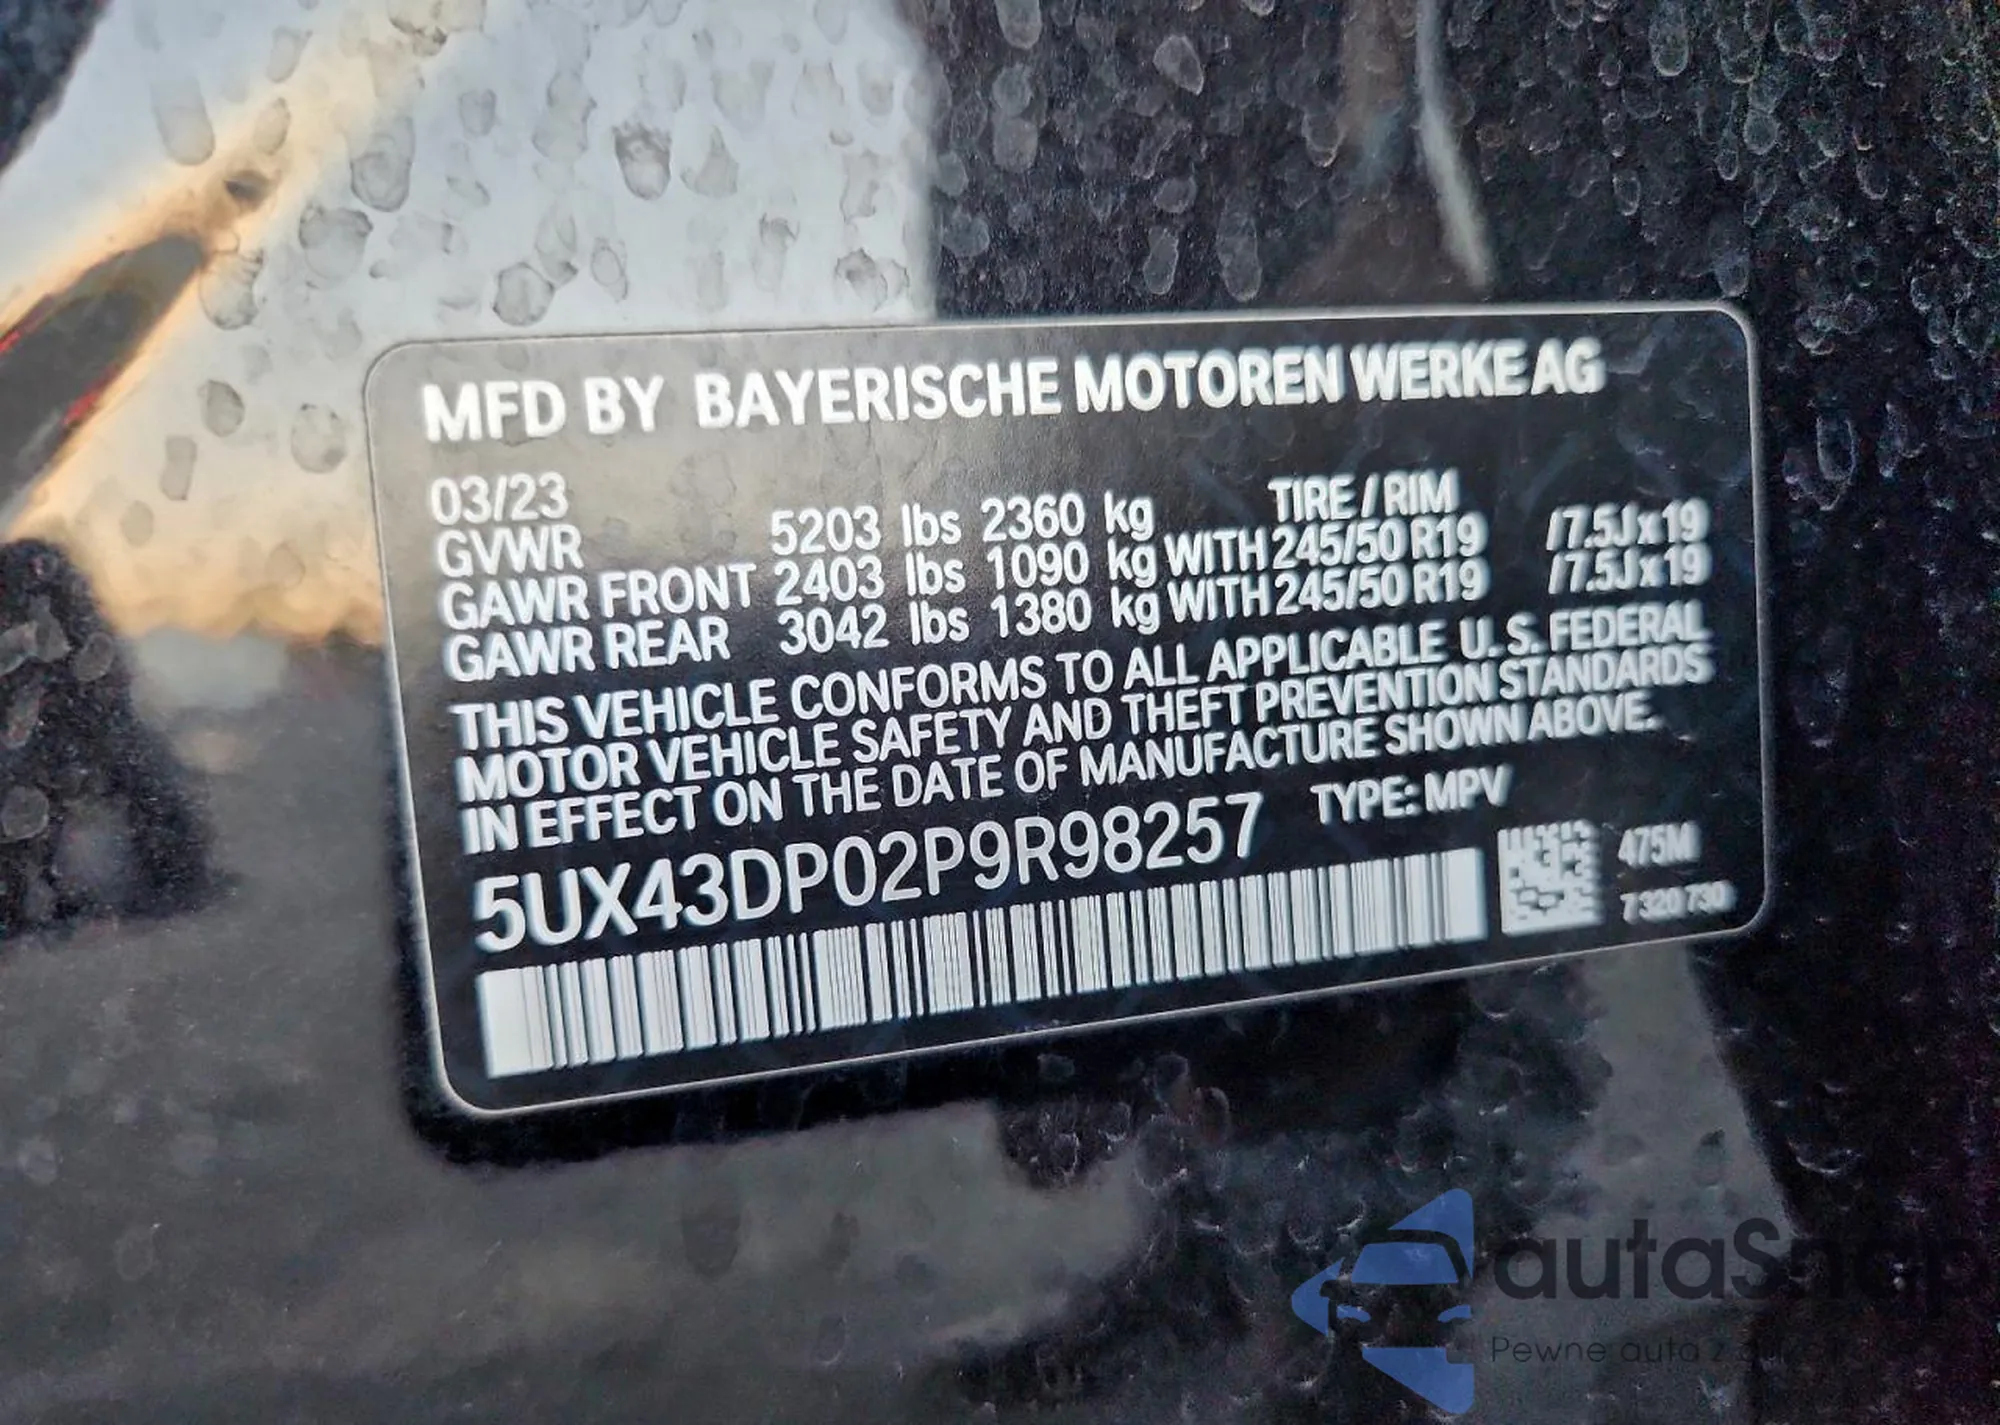 MFD BY BAYERISCHE MOTOREN WERKE AG
03/23 TIRE / RIM
GVWR 5203 lbs 2360 kg
GAWR FRONT 2403 lbs 1090 kg WITH 245/50 R19 / 7.5Jx19
GAWR REAR 3042 lbs 1380 kg WITH 245/50 R19 / 7.5Jx19
THIS VEHICLE CONFORMS TO ALL APPLICABLE U.S. FEDERAL
MOTOR VEHICLE SAFETY AND THEFT PREVENTION STANDARDS
IN EFFECT ON THE DATE OF MANUFACTURE SHOWN ABOVE.
5UX43DP02P9R98257 TYPE: MPV
475M
7 320 730
autaSnap
Pewne auta z